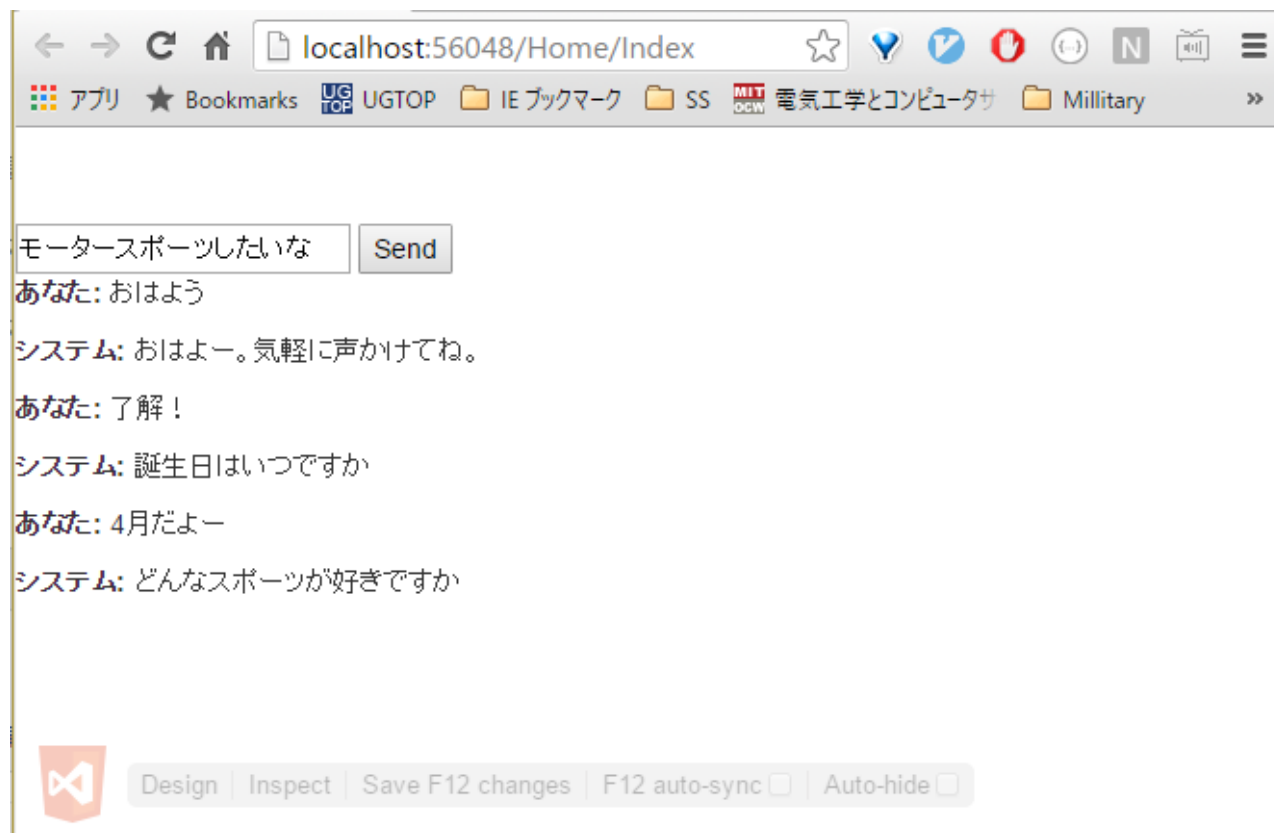 localhost:56048/Home/Index N
アプリ Bookmarks UG TOP UGTOP IE ブックマーク SS MIT OCW 電気工学とコンピュータサ Millitary »
モータースポーツしたいな Send
あなた: おはよう
システム: おはよー。気軽に声かけてね。
あなた: 了解！
システム: 誕生日はいつですか
あなた: 4月だよー
システム: どんなスポーツが好きですか
Design Inspect Save F12 changes F12 auto-sync Auto-hide